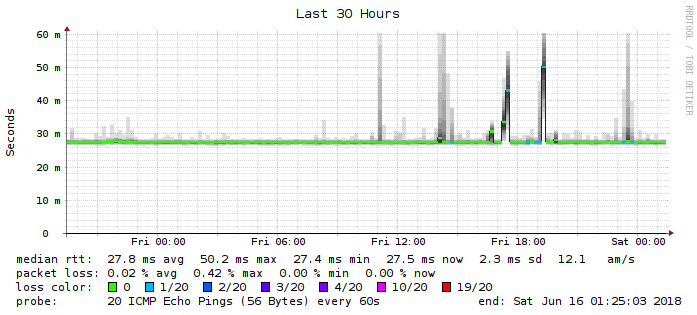 Last 30 Hours
RRDTOOL / TOBI OETIKER
Seconds
60 m
50 m
40 m
30 m
20 m
10 m
0
Fri 00:00 Fri 06:00 Fri 12:00 Fri 18:00 Sat 00:00
median rtt: 27.8 ms avg 50.2 ms max 27.4 ms min 27.5 ms now 2.3 ms sd 12.1 am/s
packet loss: 0.02 % avg 0.42 % max 0.00 % min 0.00 % now
loss color: 0 1/20 2/20 3/20 4/20 10/20 19/20
probe: 20 ICMP Echo Pings (56 Bytes) every 60s end: Sat Jun 16 01:25:03 2018